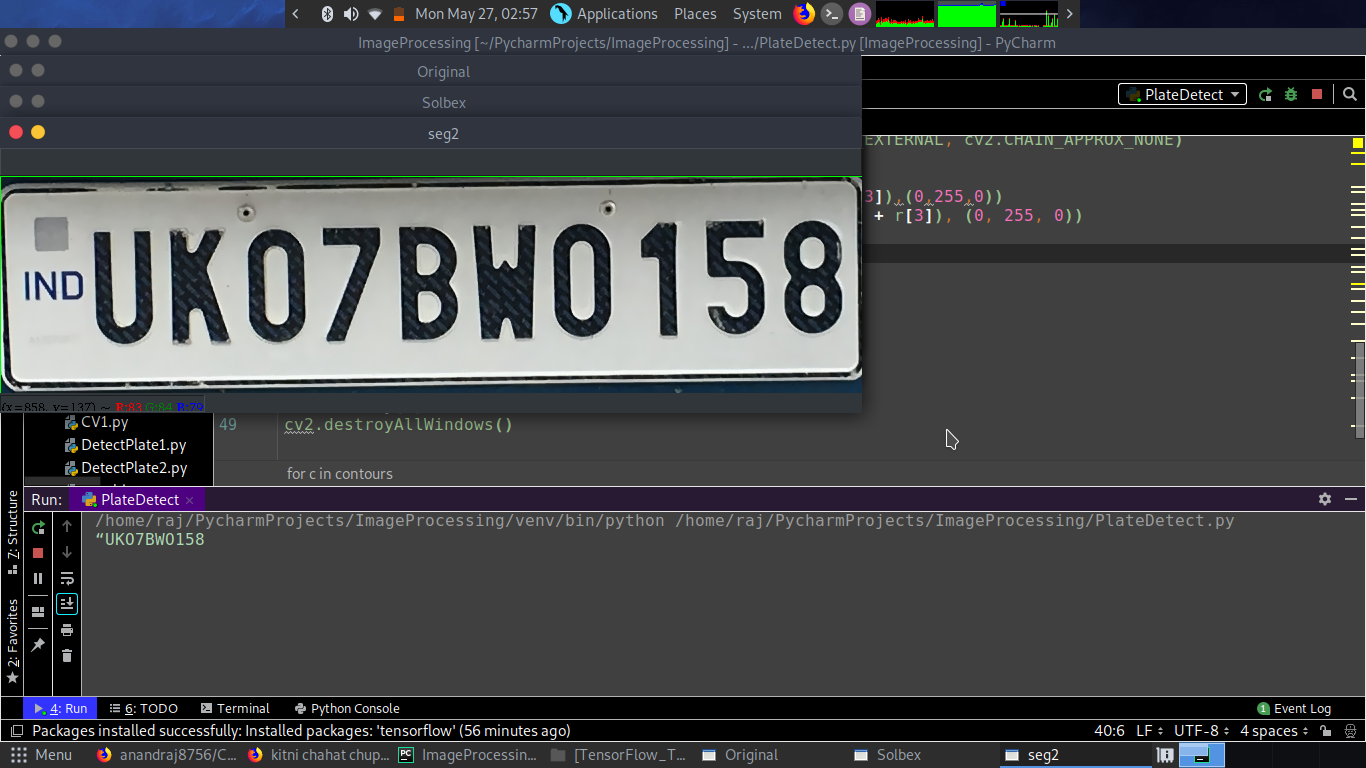 Mon May 27, 02:57 Applications Places System
ImageProcessing [~/PycharmProjects/ImageProcessing] - .../PlateDetect.py [ImageProcessing] - PyCharm
Original
Solbex
PlateDetect
seg2
EXTERNAL, cv2.CHAIN_APPROX_NONE)
3]),(0,255,0))
+ r[3]), (0, 255, 0))
IND UK07BW0158
(x=858, y=137) ~ R:83 G:84 B:79
CV1.py
49 cv2.destroyAllWindows()
DetectPlate1.py
DetectPlate2.py
for c in contours
Run: PlateDetect
/home/raj/PycharmProjects/ImageProcessing/venv/bin/python /home/raj/PycharmProjects/ImageProcessing/PlateDetect.py
“UKO7BWO158
7: Structure
2: Favorites
4: Run 6: TODO Terminal Python Console 1 Event Log
Packages installed successfully: Installed packages: 'tensorflow' (56 minutes ago) 40:6 LF UTF-8 4 spaces
Menu anandraj8756/C... kitni chahat chup... ImageProcessin... [TensorFlow_T... Original Solbex seg2